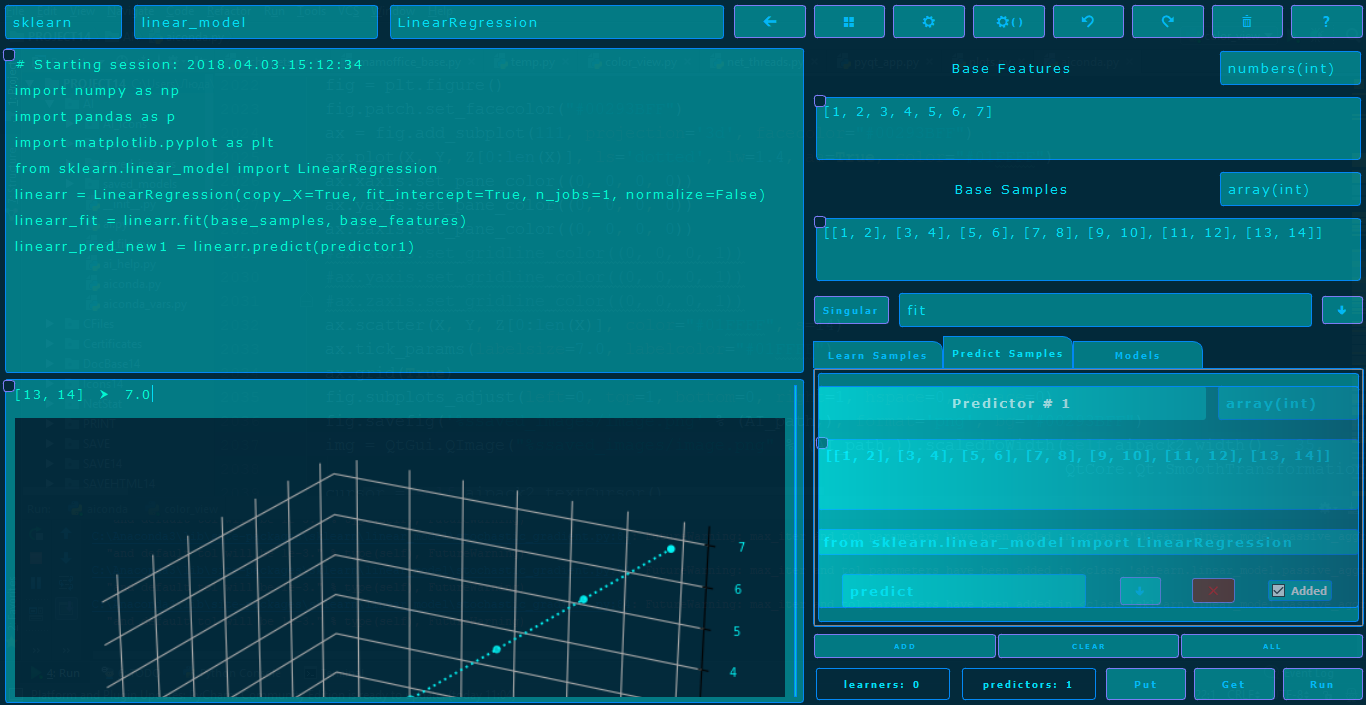 sklearn
linear_model
LinearRegression
()
?
# Starting session: 2018.04.03.15:12:34
import numpy as np
import pandas as p
import matplotlib.pyplot as plt
from sklearn.linear_model import LinearRegression
linearr = LinearRegression(copy_X=True, fit_intercept=True, n_jobs=1, normalize=False)
linearr_fit = linearr.fit(base_samples, base_features)
linearr_pred_new1 = linearr.predict(predictor1)
[13, 14] ➤ 7.0
7
6
5
4
Base Features
numbers(int)
[1, 2, 3, 4, 5, 6, 7]
Base Samples
array(int)
[[1, 2], [3, 4], [5, 6], [7, 8], [9, 10], [11, 12], [13, 14]]
Singular
fit
Learn Samples
Predict Samples
Models
Predictor # 1
array(int)
[[1, 2], [3, 4], [5, 6], [7, 8], [9, 10], [11, 12], [13, 14]]
from sklearn.linear_model import LinearRegression
predict
Added
ADD
CLEAR
ALL
learners: 0
predictors: 1
Put
Get
Run